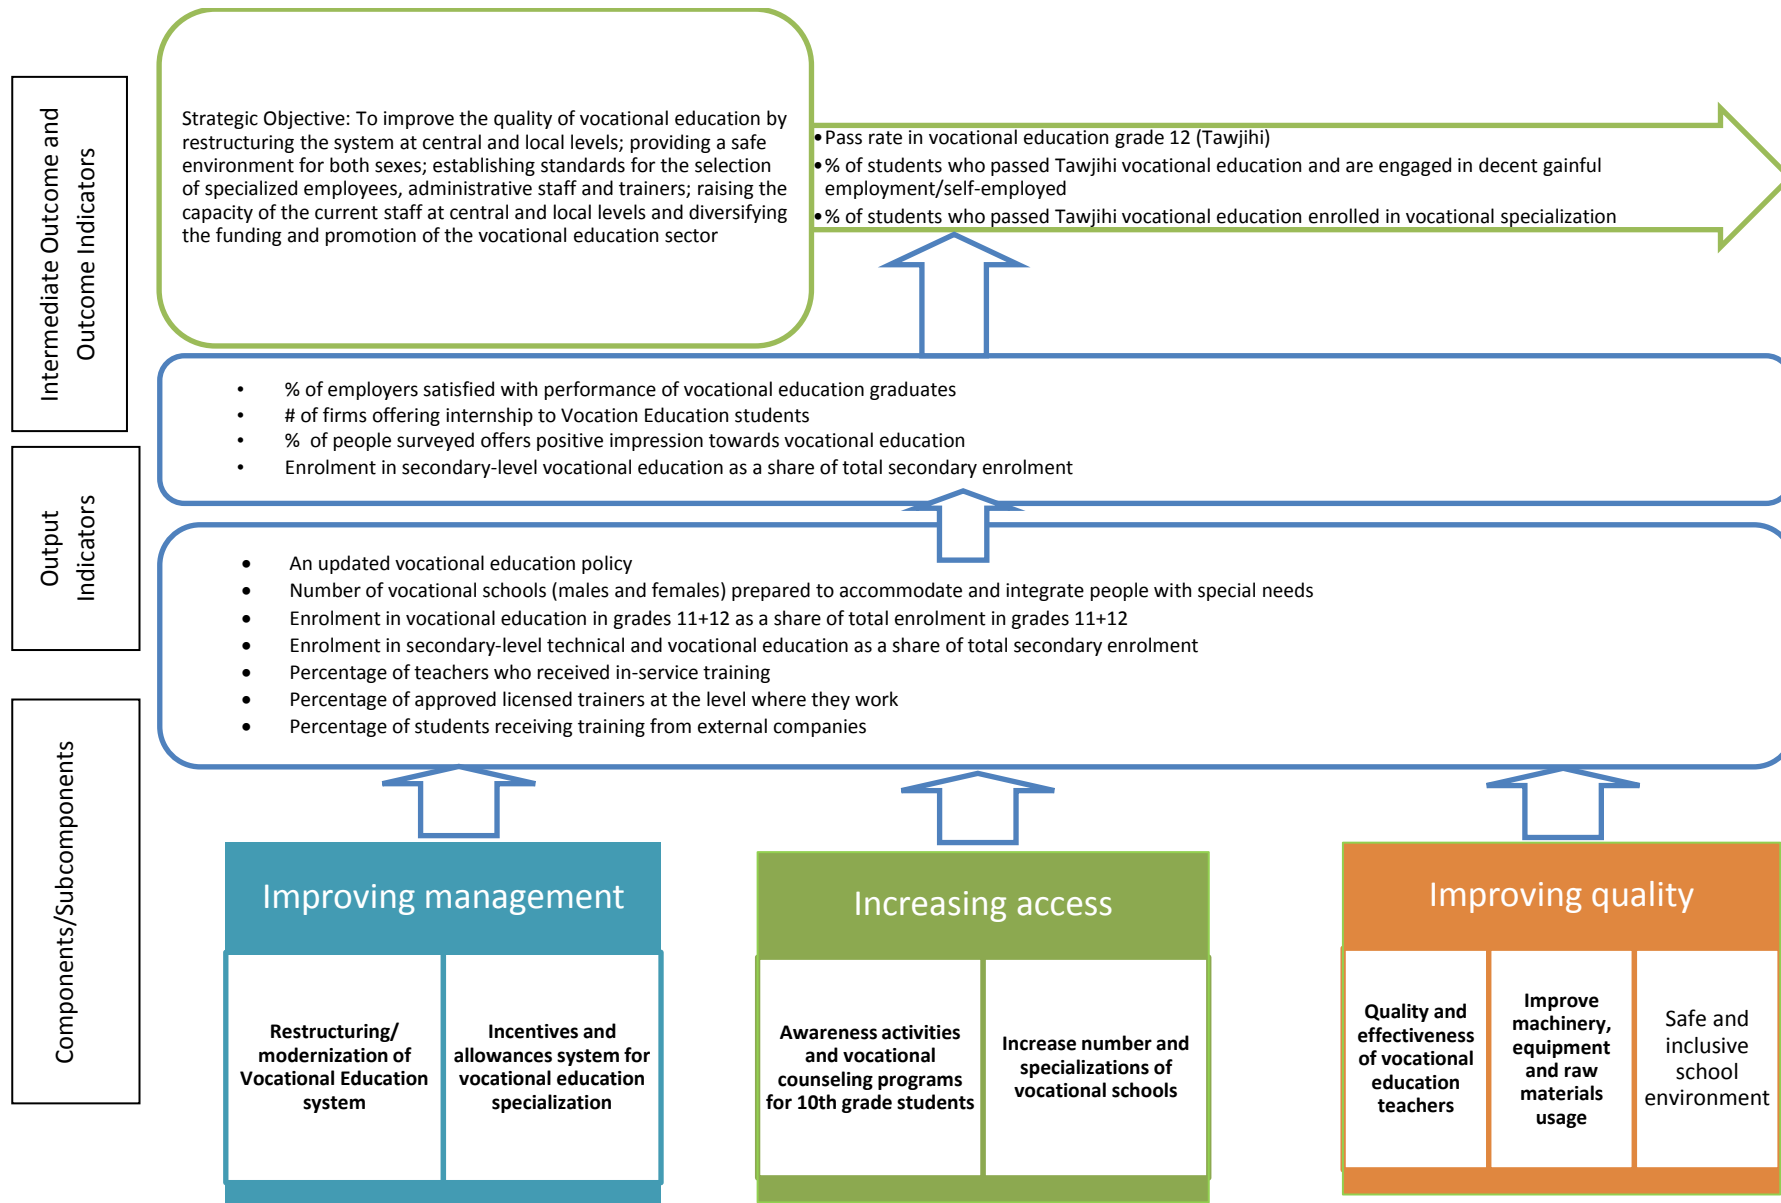 Intermediate Outcome and
Outcome Indicators
Strategic Objective: To improve the quality of vocational education by
restructuring the system at central and local levels; providing a safe
environment for both sexes; establishing standards for the selection
of specialized employees, administrative staff and trainers; raising the
capacity of the current staff at central and local levels and diversifying
the funding and promotion of the vocational education sector
•Pass rate in vocational education grade 12 (Tawjihi)
•% of students who passed Tawjihi vocational education and are engaged in decent gainful
employment/self-employed
•% of students who passed Tawjihi vocational education enrolled in vocational specialization
• % of employers satisfied with performance of vocational education graduates
• # of firms offering internship to Vocation Education students
• % of people surveyed offers positive impression towards vocational education
• Enrolment in secondary-level vocational education as a share of total secondary enrolment
Output
Indicators
• An updated vocational education policy
• Number of vocational schools (males and females) prepared to accommodate and integrate people with special needs
• Enrolment in vocational education in grades 11+12 as a share of total enrolment in grades 11+12
• Enrolment in secondary-level technical and vocational education as a share of total secondary enrolment
• Percentage of teachers who received in-service training
• Percentage of approved licensed trainers at the level where they work
• Percentage of students receiving training from external companies
Components/Subcomponents
Improving management
Restructuring/
modernization of
Vocational Education
system
Incentives and
allowances system for
vocational education
specialization
Increasing access
Awareness activities
and vocational
counseling programs
for 10th grade students
Increase number and
specializations of
vocational schools
Improving quality
Quality and
effectiveness
of vocational
education
teachers
Improve
machinery,
equipment
and raw
materials
usage
Safe and
inclusive
school
environment